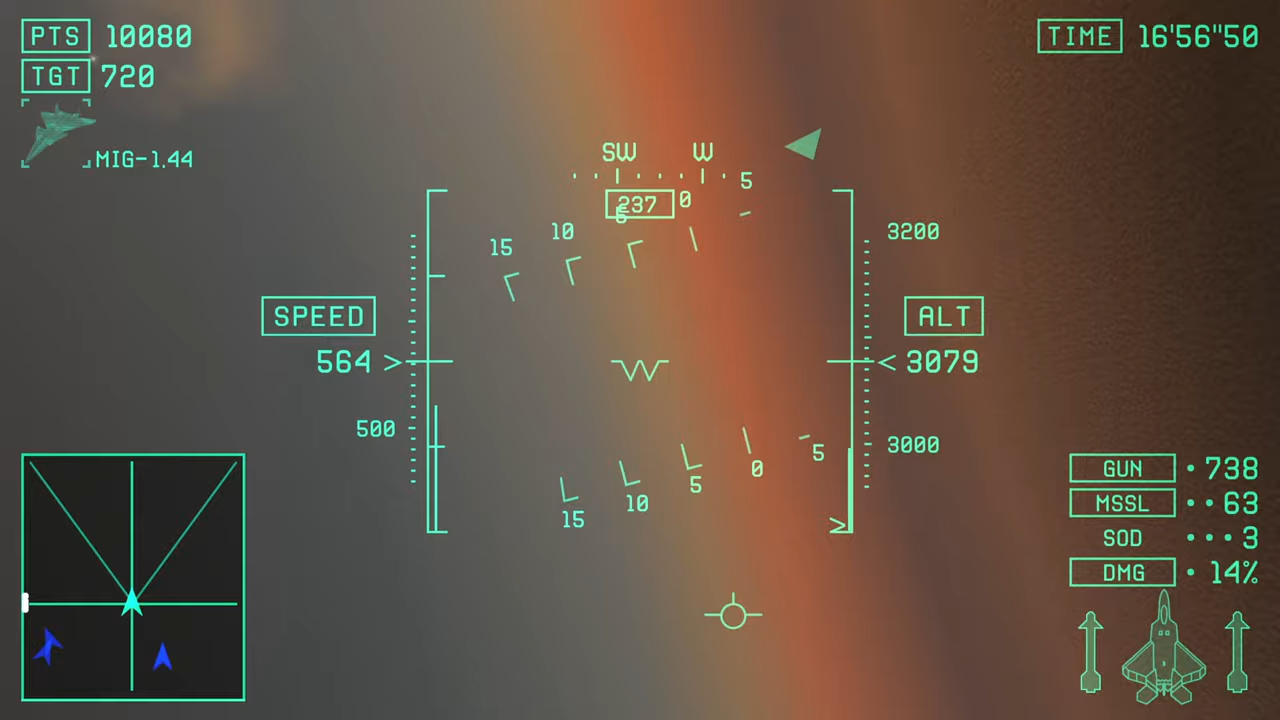 PTS 10080
TIME 16'56"50
TGT 720
MIG-1.44
SW W
237
5 0 5
15 10
3200
SPEED
ALT
564 >
< 3079
500
3000
15 10 5 0 5
GUN 738
MSSL 63
SOD 3
DMG 14%